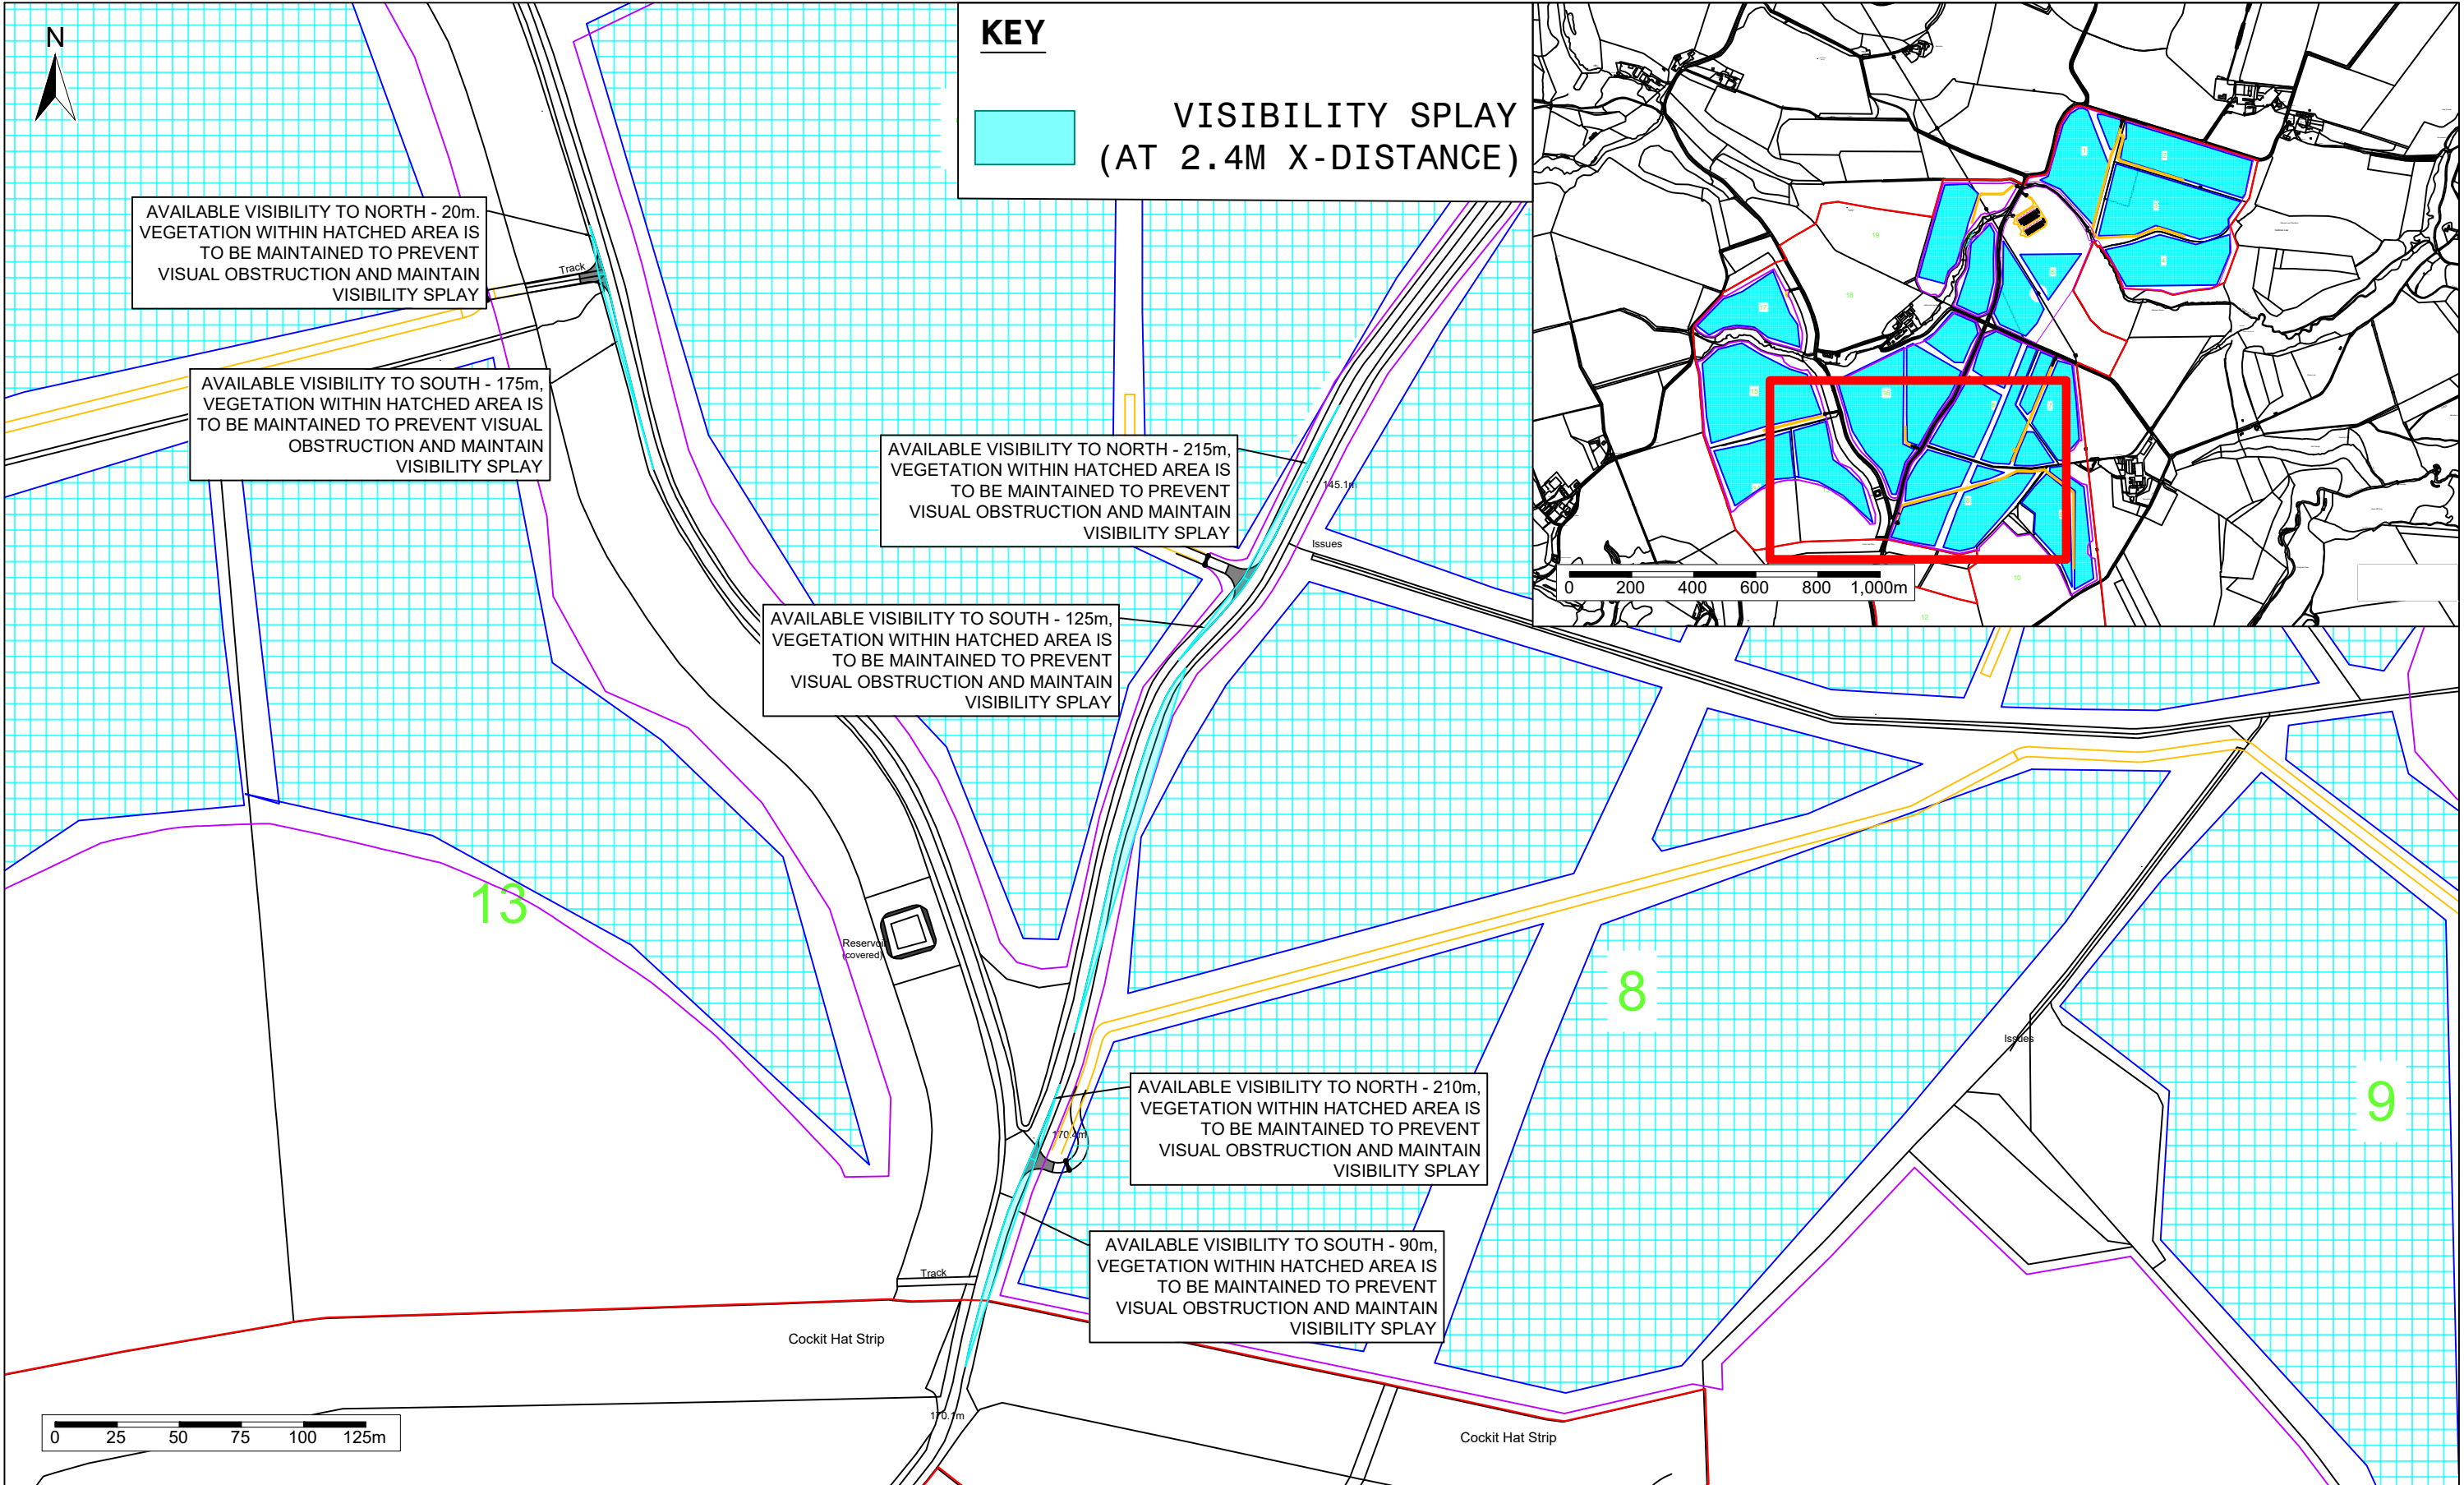 N
KEY
VISIBILITY SPLAY
(AT 2.4M X-DISTANCE)
AVAILABLE VISIBILITY TO NORTH - 20m.
VEGETATION WITHIN HATCHED AREA IS
TO BE MAINTAINED TO PREVENT
VISUAL OBSTRUCTION AND MAINTAIN
VISIBILITY SPLAY
Track
AVAILABLE VISIBILITY TO SOUTH - 175m,
VEGETATION WITHIN HATCHED AREA IS
TO BE MAINTAINED TO PREVENT VISUAL
OBSTRUCTION AND MAINTAIN
VISIBILITY SPLAY
AVAILABLE VISIBILITY TO NORTH - 215m,
VEGETATION WITHIN HATCHED AREA IS
TO BE MAINTAINED TO PREVENT
VISUAL OBSTRUCTION AND MAINTAIN
VISIBILITY SPLAY
145.1m
Issues
AVAILABLE VISIBILITY TO SOUTH - 125m,
VEGETATION WITHIN HATCHED AREA IS
TO BE MAINTAINED TO PREVENT
VISUAL OBSTRUCTION AND MAINTAIN
VISIBILITY SPLAY
19
18
10
12
0 200 400 600 800 1,000m
13
Reservoir
(covered)
8
Issues
9
AVAILABLE VISIBILITY TO NORTH - 210m,
VEGETATION WITHIN HATCHED AREA IS
TO BE MAINTAINED TO PREVENT
VISUAL OBSTRUCTION AND MAINTAIN
VISIBILITY SPLAY
170.4m
AVAILABLE VISIBILITY TO SOUTH - 90m,
VEGETATION WITHIN HATCHED AREA IS
TO BE MAINTAINED TO PREVENT
VISUAL OBSTRUCTION AND MAINTAIN
VISIBILITY SPLAY
Track
Cockit Hat Strip
170.1m
Cockit Hat Strip
0 25 50 75 100 125m